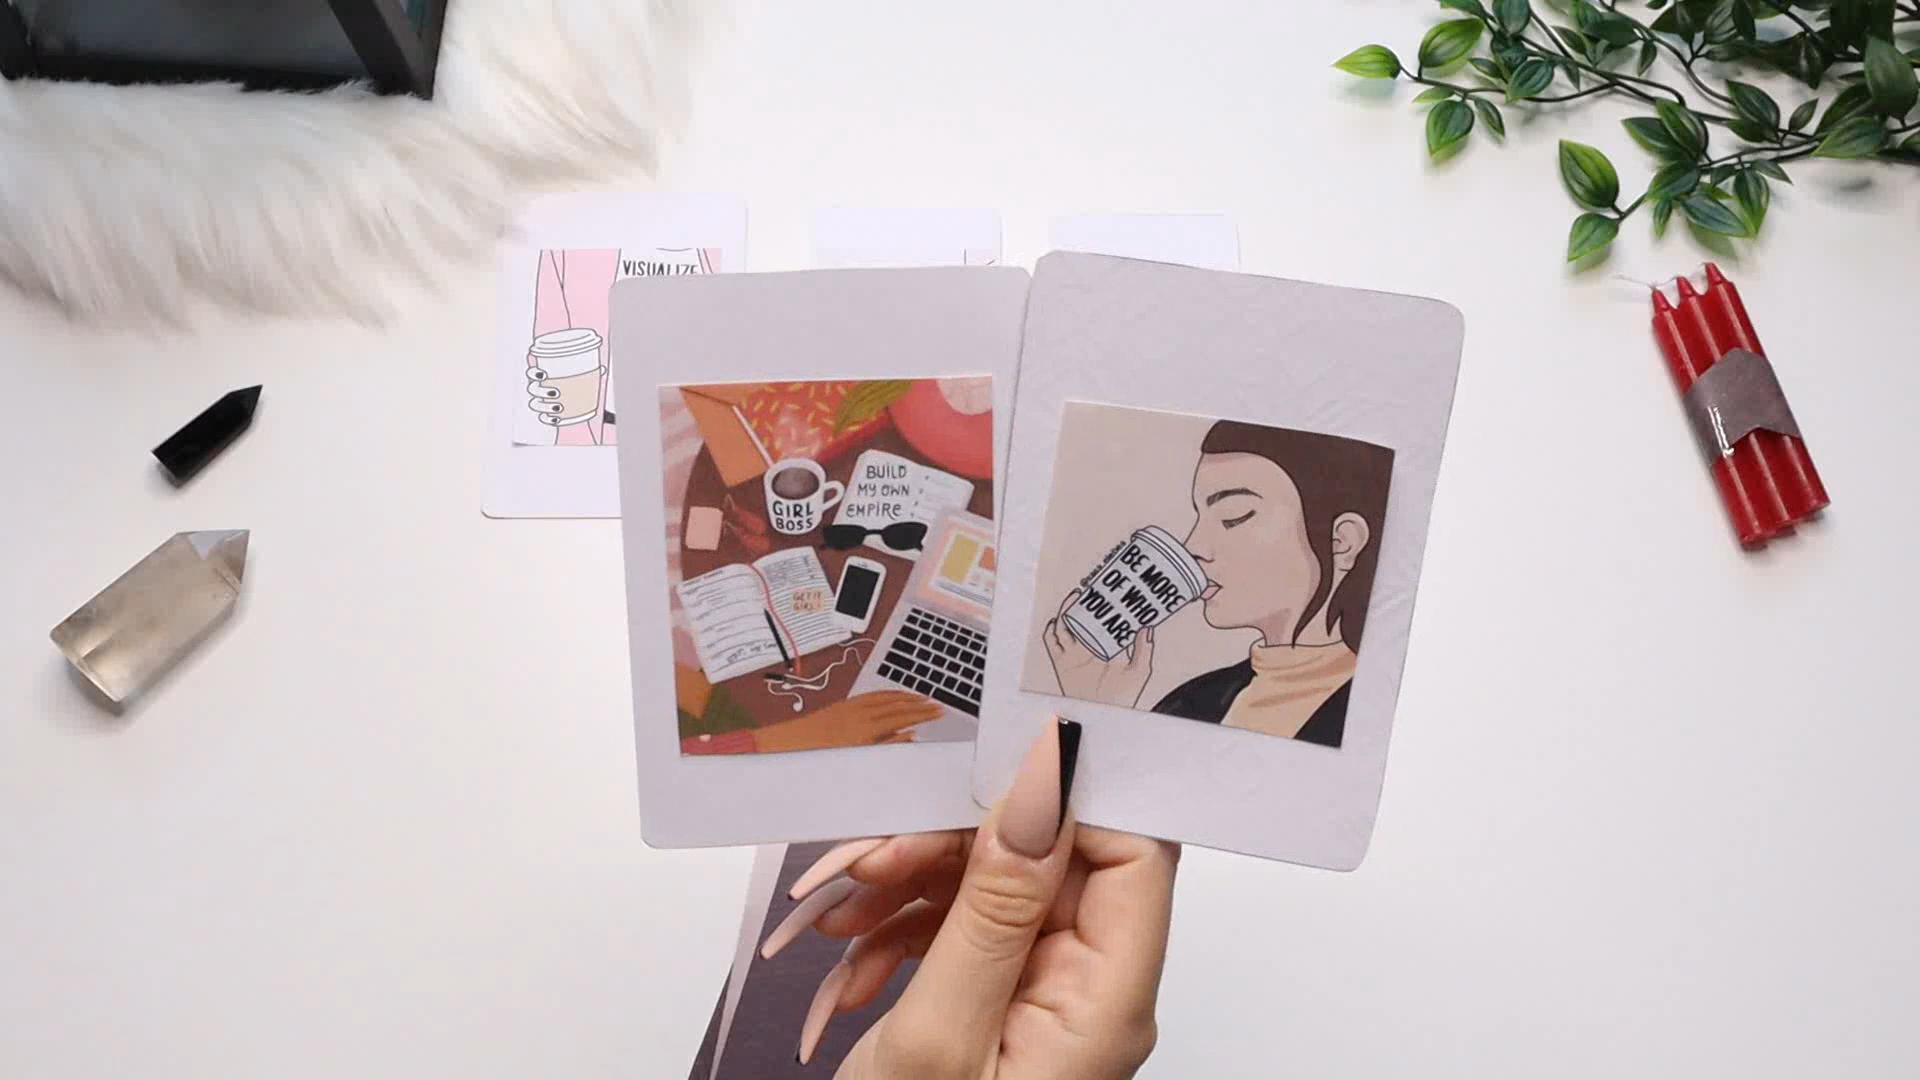 VISUALIZE
GIRL
BOSS
BUILD
MY OWN
EMPIRE
GET IT
GIRL!
BE MORE
OF WHO
YOU ARE